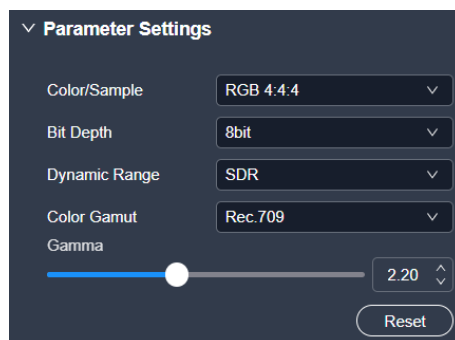 Parameter Settings
Color/Sample RGB 4:4:4
Bit Depth 8bit
Dynamic Range SDR
Color Gamut Rec.709
Gamma
2.20
Reset